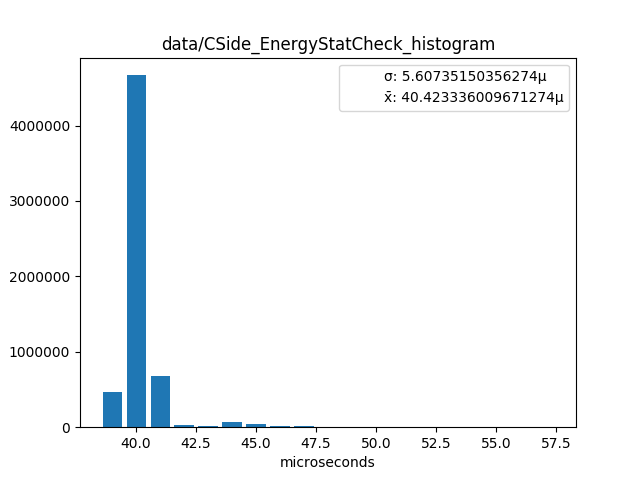 data/CSide_EnergyStatCheck_histogram
σ: 5.60735150356274μ
x̄: 40.423336009671274μ
4000000
3000000
2000000
1000000
0
40.0 42.5 45.0 47.5 50.0 52.5 55.0 57.5
microseconds